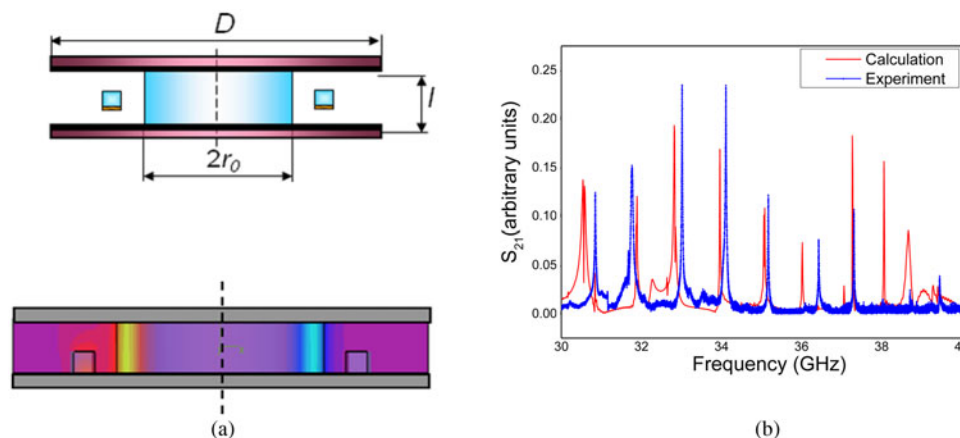 D
l
2r0
(a)
Calculation
Experiment
0.25
0.20
0.15
0.10
0.05
0.00
S21(arbitrary units)
30 32 34 36 38 40
Frequency (GHz)
(b)